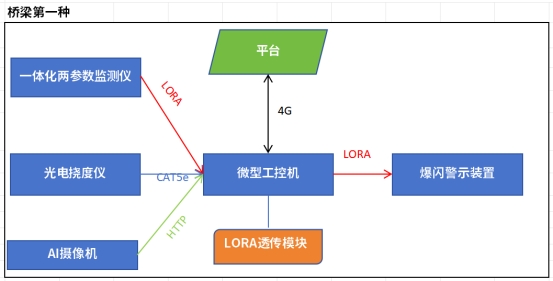 桥梁第一种
平台
一体化两参数监测仪
LORA
4G
光电挠度仪
CAT5e
微型工控机
LORA
爆闪警示装置
HTTP
AI摄像机
LORA透传模块